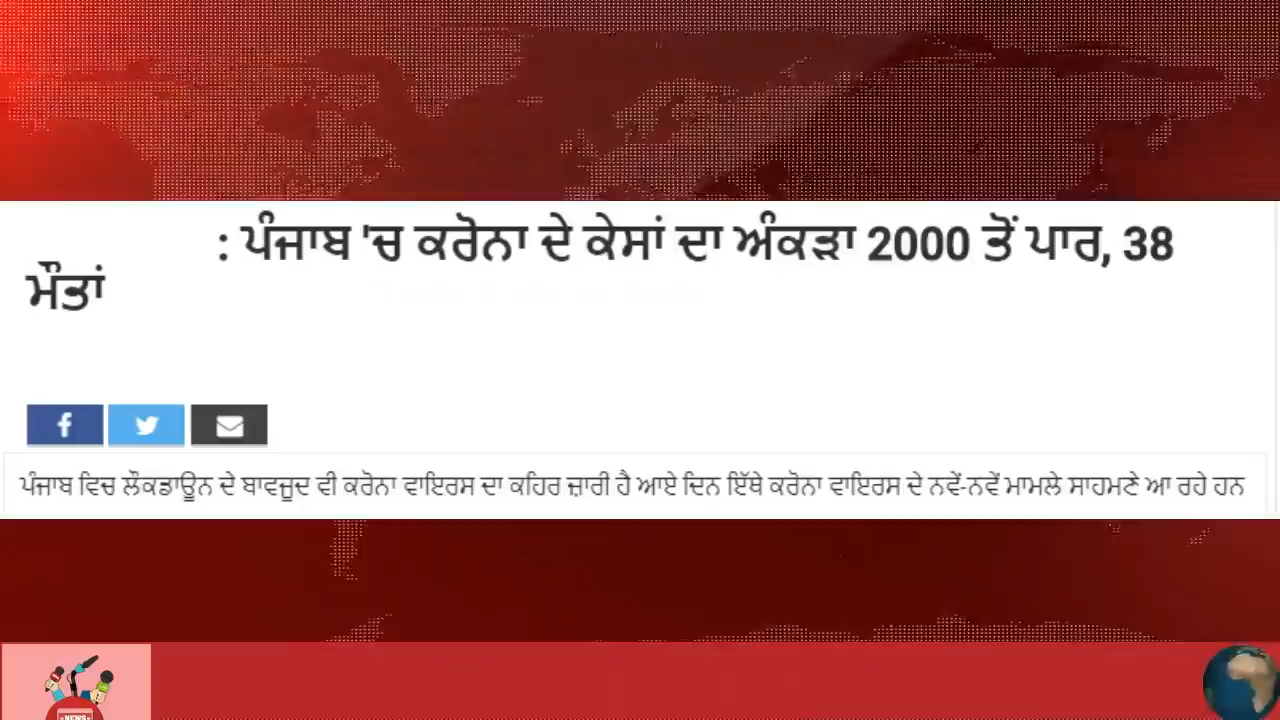 : ਪੰਜਾਬ 'ਚ ਕਰੋਨਾ ਦੇ ਕੇਸਾਂ ਦਾ ਅੰਕੜਾ 2000 ਤੋਂ ਪਾਰ, 38
ਮੌਤਾਂ
ਪੰਜਾਬ ਵਿਚ ਲੌਕਡਾਊਨ ਦੇ ਬਾਵਜੂਦ ਵੀ ਕਰੋਨਾ ਵਾਇਰਸ ਦਾ ਕਹਿਰ ਜ਼ਾਰੀ ਹੈ ਆਏ ਦਿਨ ਇੱਥੇ ਕਰੋਨਾ ਵਾਇਰਸ ਦੇ ਨਵੇਂ-ਨਵੇਂ ਮਾਮਲੇ ਸਾਹਮਣੇ ਆ ਰਹੇ ਹਨ
NEWS